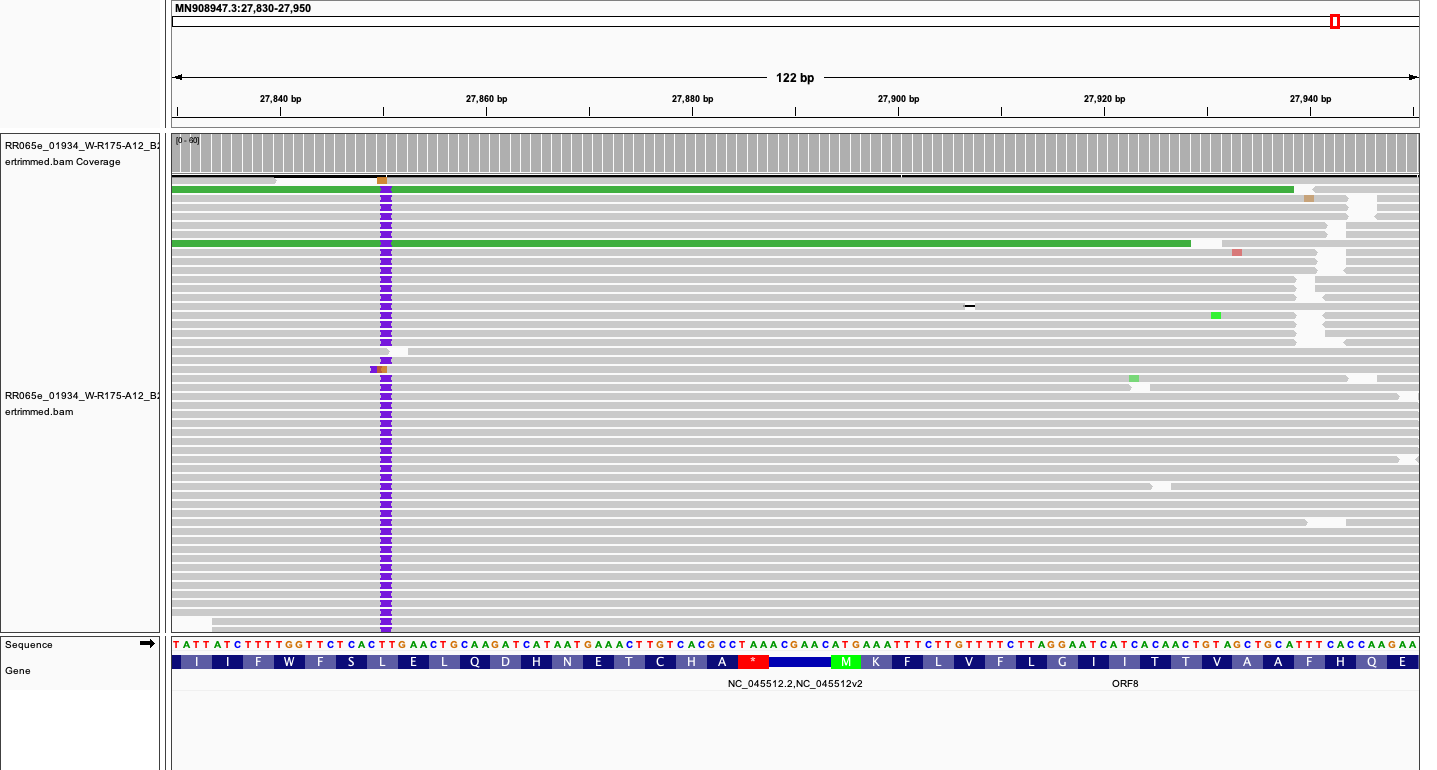 MN908947.3:27,830-27,950
122 bp
27,840 bp 27,860 bp 27,880 bp 27,900 bp 27,920 bp 27,940 bp
RR065e_01934_W-R175-A12_B2
ertrimmed.bam Coverage
[0 - 60]
RR065e_01934_W-R175-A12_B2
ertrimmed.bam
Sequence
TATTATCTTTTGGTTCTCACTTGAACTGCAAGATCATAATGAAACTTGTCACGCCTAAACGAACATGAAATTTCTTGTTTTCTTAGGAATCATCACAACTGTAGCTGCATTTCACCAAGAA
Gene
I I F W F S L E L Q D H N E T C H A * M K F L V F L G I I T T V A A F H Q E
NC_045512.2,NC_045512v2 ORF8